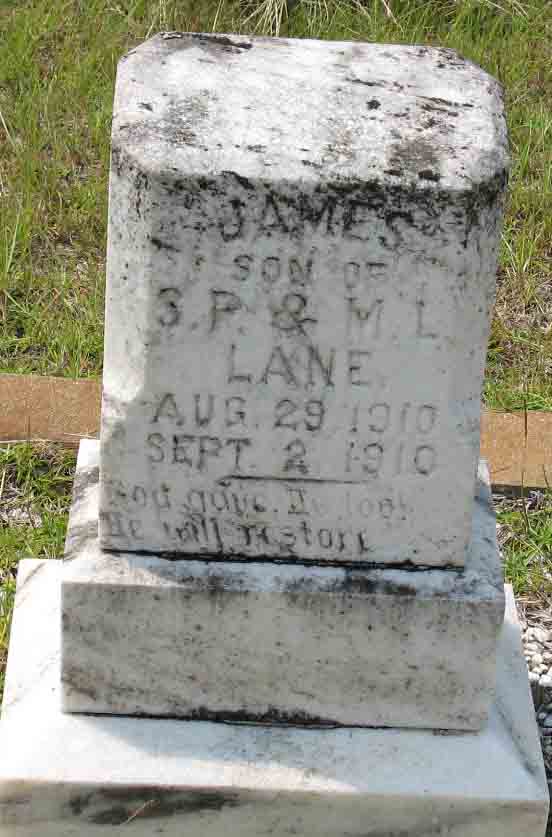 JAMES
SON OF
S. P. & M. L.
LANE.
AUG. 29 1910
SEPT. 2 1910
God gave, He took
He will restore